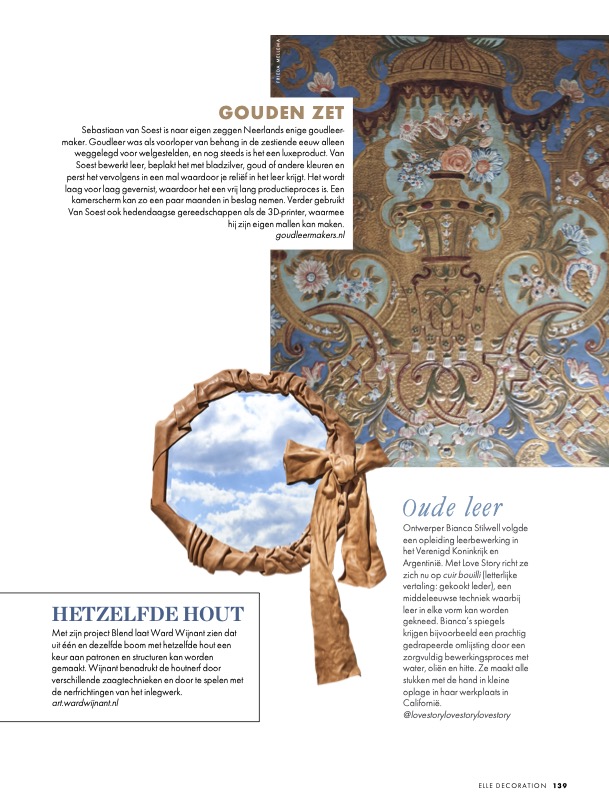 FRIEDA MELLEMA
GOUDEN ZET
Sebastiaan van Soest is naar eigen zeggen Neerlands enige goudleer-
maker. Goudleer was als voorloper van behang in de zestiende eeuw alleen
weggelegd voor welgestelden, en nog steeds is het een luxeproduct. Van
Soest bewerkt leer, beplakt het met bladzilver, goud of andere kleuren en
perst het vervolgens in een mal waardoor je reliëf in het leer krijgt. Het wordt
laag voor laag gevernist, waardoor het een vrij lang productieproces is. Een
kamerscherm kan zo een paar maanden in beslag nemen. Verder gebruikt
Van Soest ook hedendaagse gereedschappen als de 3D-printer, waarmee
hij zijn eigen mallen kan maken.
goudleermakers.nl
Oude leer
Ontwerper Bianca Stilwell volgde
een opleiding leerbewerking in
het Verenigd Koninkrijk en
Argentinië. Met Love Story richt ze
zich nu op cuir bouilli (letterlijke
vertaling: gekookt leder), een
middeleeuwse techniek waarbij
leer in elke vorm kan worden
gekneed. Bianca's spiegels
krijgen bijvoorbeeld een prachtig
gedrapeerde omlijsting door een
zorgvuldig bewerkingsproces met
water, oliën en hitte. Ze maakt alle
stukken met de hand in kleine
oplage in haar werkplaats in
Californië.
@lovestorylovestorylovestory
HETZELFDE HOUT
Met zijn project Blend laat Ward Wijnant zien dat
uit één en dezelfde boom met hetzelfde hout een
keur aan patronen en structuren kan worden
gemaakt. Wijnant benadrukt de houtnerf door
verschillende zaagtechnieken en door te spelen met
de nerfrichtingen van het inlegwerk.
art.wardwijnant.nl
ELLE DECORATION 139